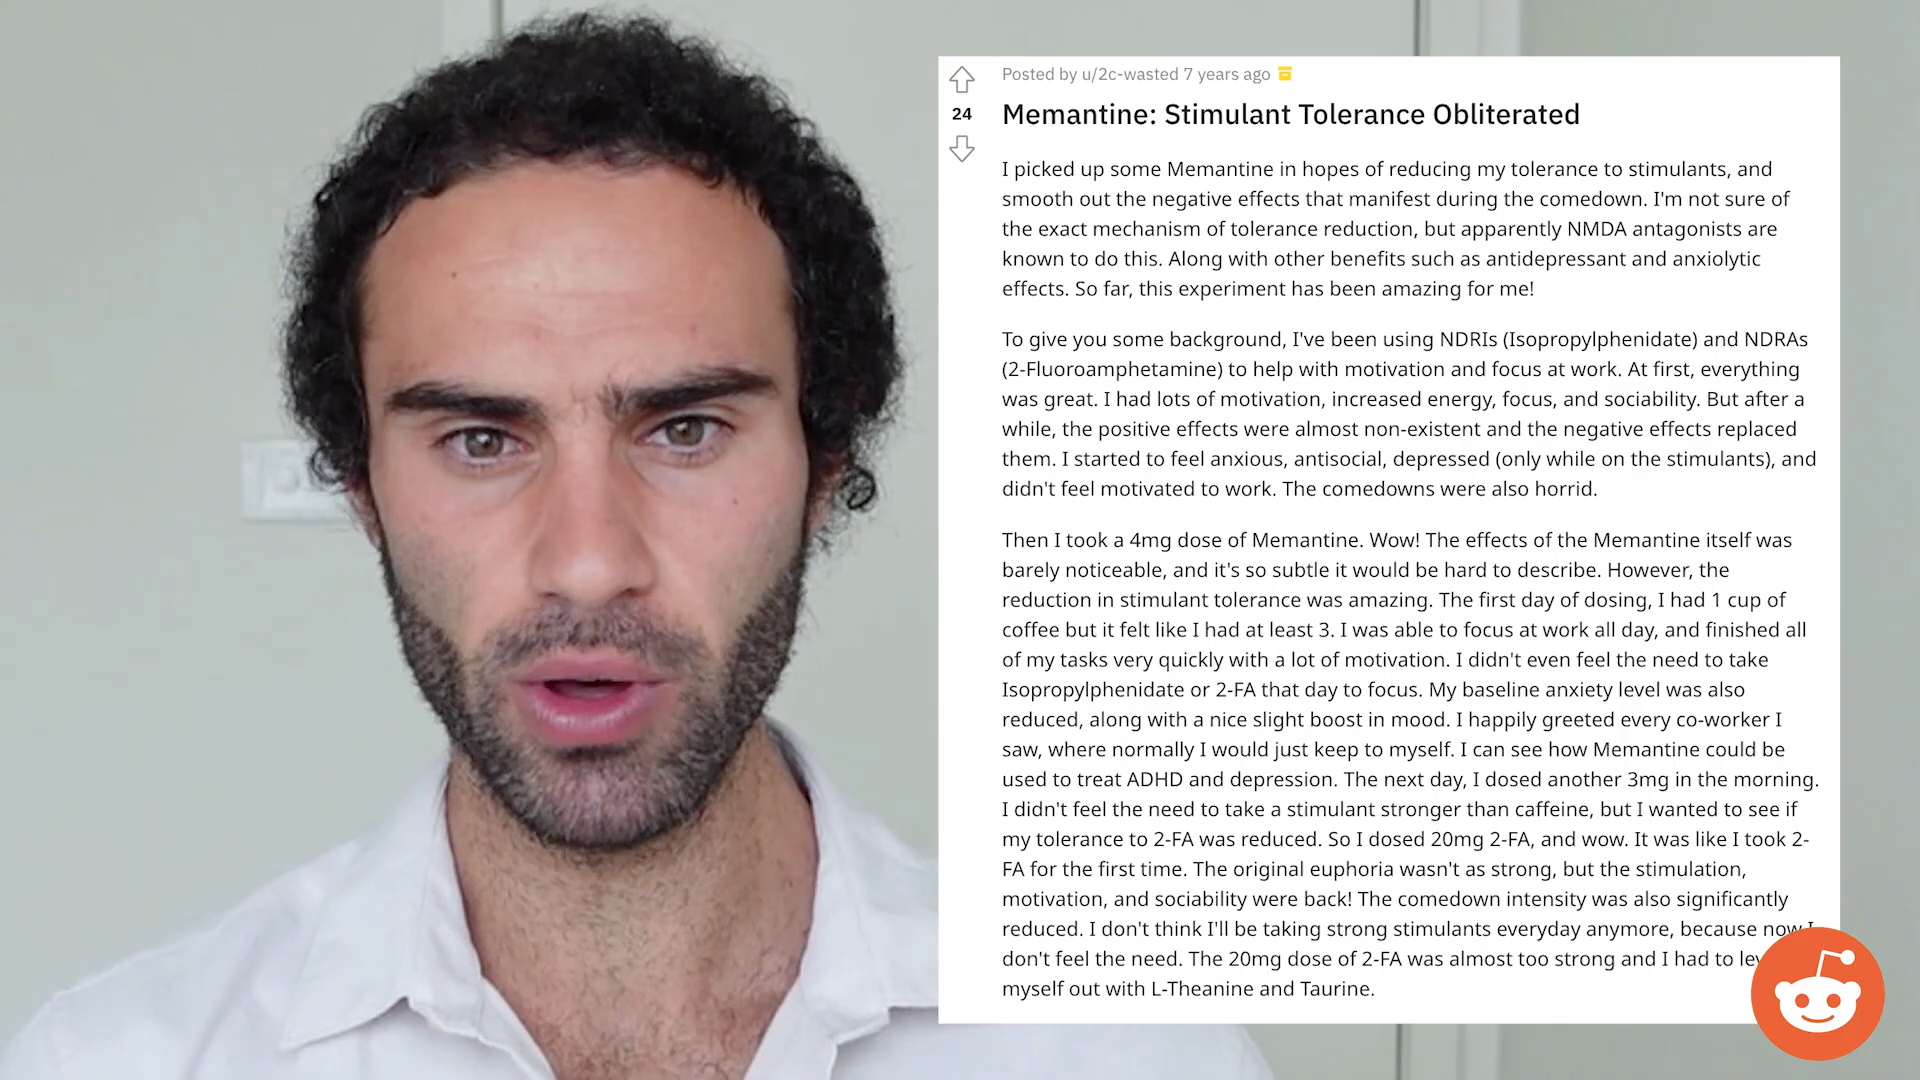 Posted by u/2c-wasted 7 years ago
24
Memantine: Stimulant Tolerance Obliterated
I picked up some Memantine in hopes of reducing my tolerance to stimulants, and
smooth out the negative effects that manifest during the comedown. I'm not sure of
the exact mechanism of tolerance reduction, but apparently NMDA antagonists are
known to do this. Along with other benefits such as antidepressant and anxiolytic
effects. So far, this experiment has been amazing for me!
To give you some background, I've been using NDRIs (Isopropylphenidate) and NDRAs
(2-Fluoroamphetamine) to help with motivation and focus at work. At first, everything
was great. I had lots of motivation, increased energy, focus, and sociability. But after a
while, the positive effects were almost non-existent and the negative effects replaced
them. I started to feel anxious, antisocial, depressed (only while on the stimulants), and
didn't feel motivated to work. The comedowns were also horrid.
Then I took a 4mg dose of Memantine. Wow! The effects of the Memantine itself was
barely noticeable, and it's so subtle it would be hard to describe. However, the
reduction in stimulant tolerance was amazing. The first day of dosing, I had 1 cup of
coffee but it felt like I had at least 3. I was able to focus at work all day, and finished all
of my tasks very quickly with a lot of motivation. I didn't even feel the need to take
Isopropylphenidate or 2-FA that day to focus. My baseline anxiety level was also
reduced, along with a nice slight boost in mood. I happily greeted every co-worker I
saw, where normally I would just keep to myself. I can see how Memantine could be
used to treat ADHD and depression. The next day, I dosed another 3mg in the morning.
I didn't feel the need to take a stimulant stronger than caffeine, but I wanted to see if
my tolerance to 2-FA was reduced. So I dosed 20mg 2-FA, and wow. It was like I took 2-
FA for the first time. The original euphoria wasn't as strong, but the stimulation,
motivation, and sociability were back! The comedown intensity was also significantly
reduced. I don't think I'll be taking strong stimulants everyday anymore, because now I
don't feel the need. The 20mg dose of 2-FA was almost too strong and I had to
myself out with L-Theanine and Taurine.